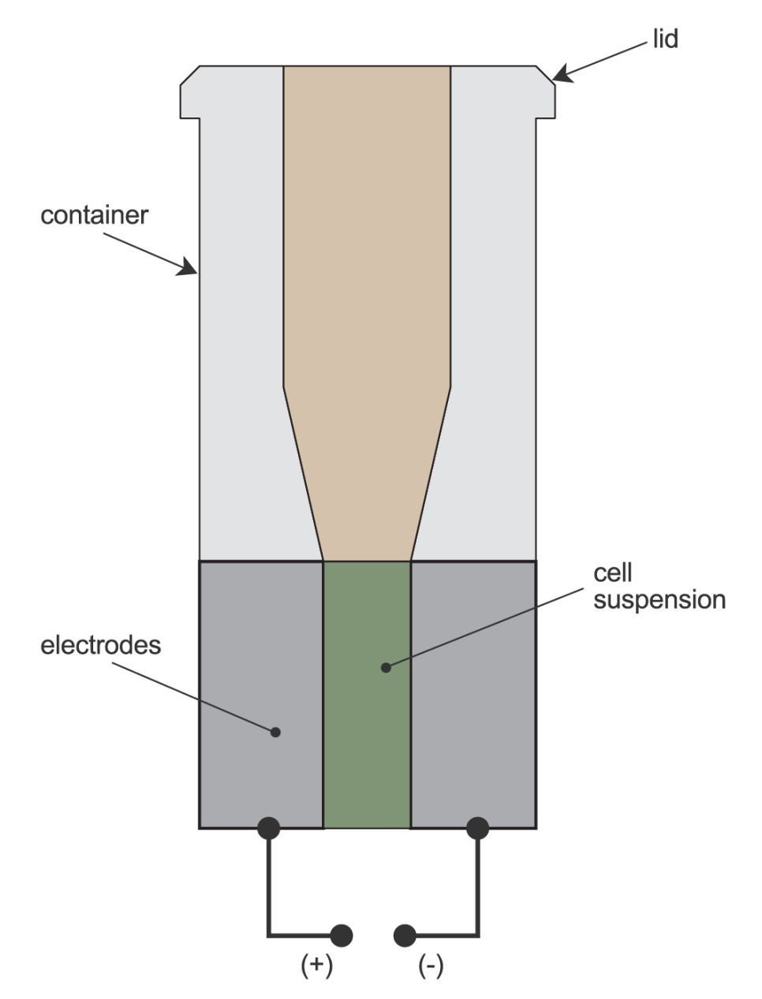 lid
container
cell
suspension
electrodes
(+)
(-)